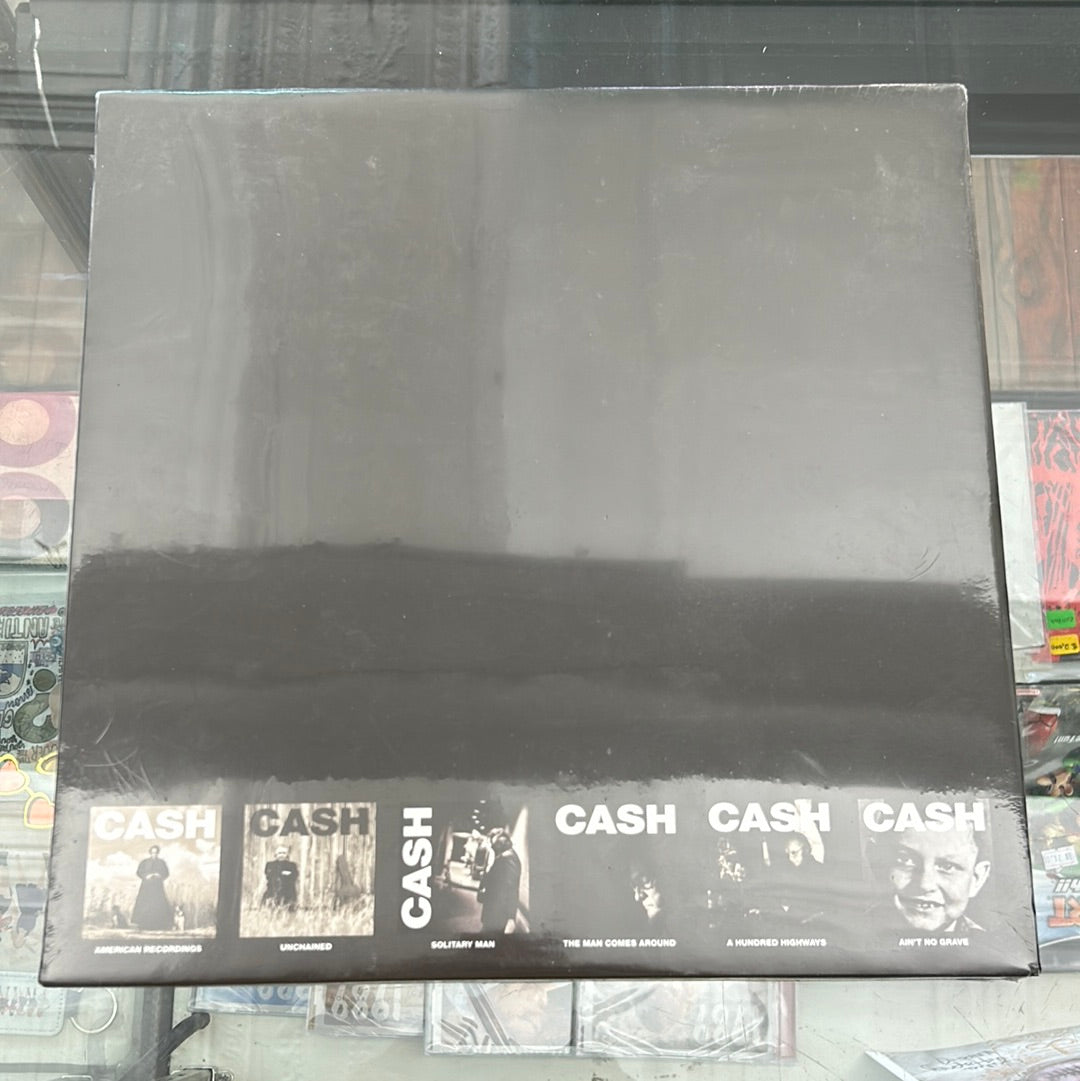 CASH
AMERICAN RECORDINGS
CASH
UNCHAINED
CASH
SOLITARY MAN
CASH
THE MAN COMES AROUND
CASH
A HUNDRED HIGHWAYS
CASH
AIN'T NO GRAVE